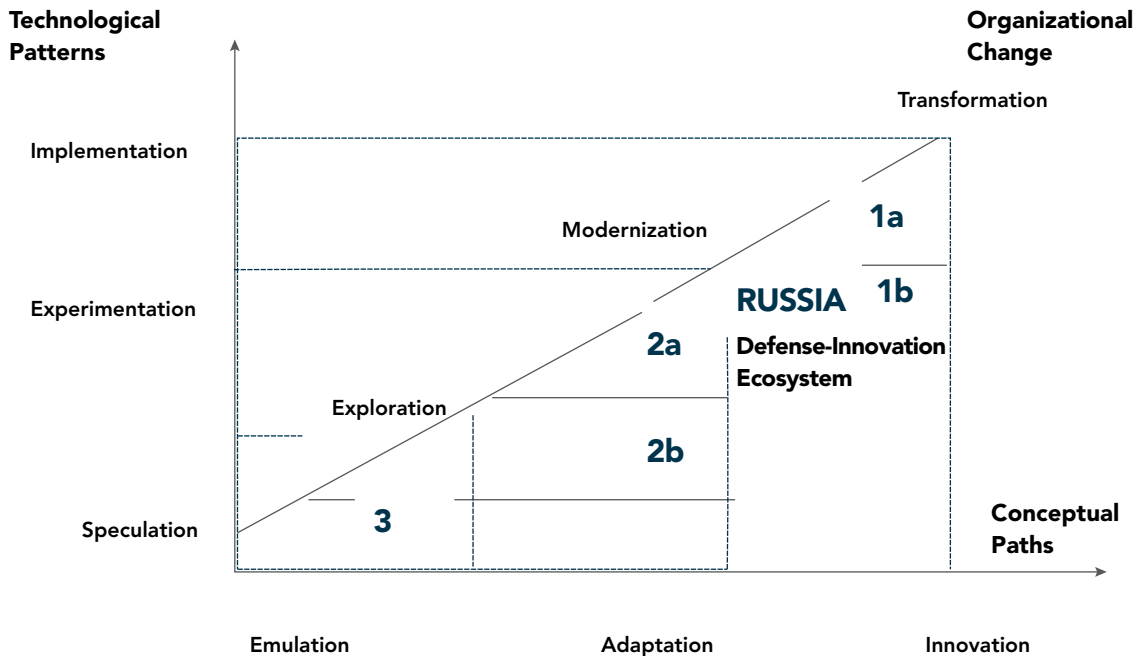 Technological
Patterns
Organizational
Change
Transformation
Implementation
1a
Modernization
1b
RUSSIA
Experimentation
2a
Defense-Innovation
Ecosystem
Exploration
2b
3
Speculation
Conceptual
Paths
Emulation
Adaptation
Innovation